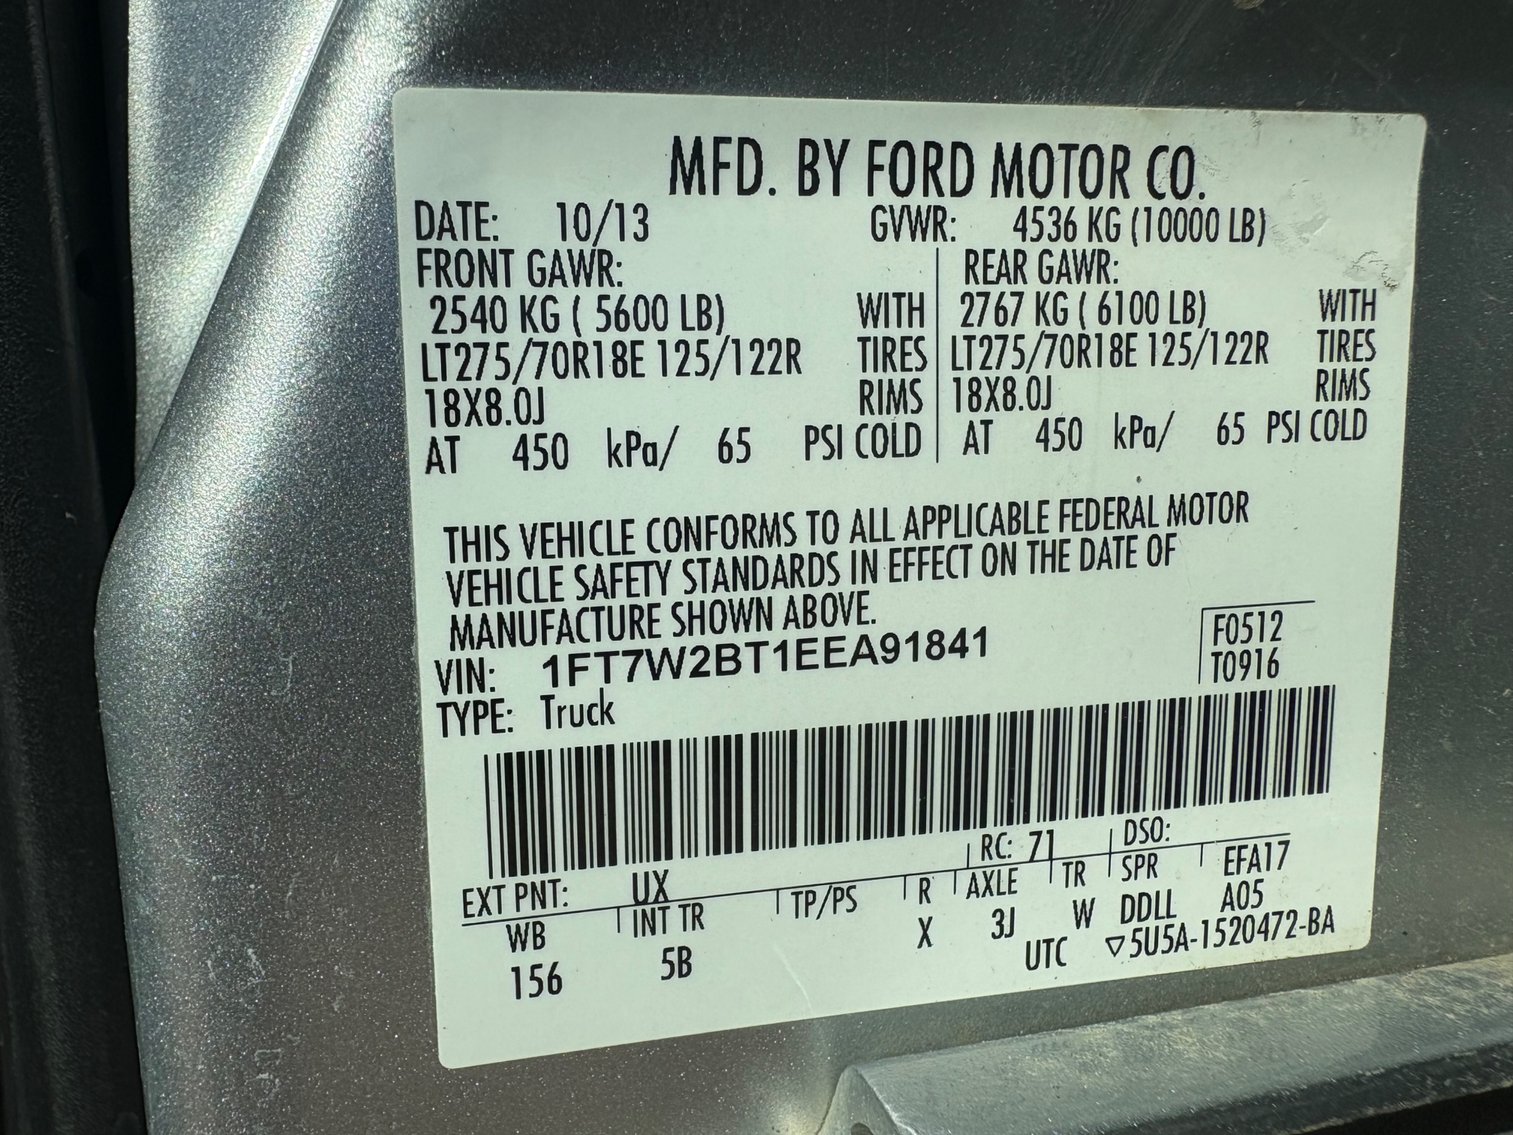 MFD. BY FORD MOTOR CO.
DATE: 10/13 GVWR: 4536 KG (10000 LB)
FRONT GAWR: REAR GAWR:
2540 KG ( 5600 LB) WITH 2767 KG ( 6100 LB) WITH
LT275/70R18E 125/122R TIRES LT275/70R18E 125/122R TIRES
18X8.0J RIMS 18X8.0J RIMS
AT 450 kPa/ 65 PSI COLD AT 450 kPa/ 65 PSI COLD
THIS VEHICLE CONFORMS TO ALL APPLICABLE FEDERAL MOTOR
VEHICLE SAFETY STANDARDS IN EFFECT ON THE DATE OF
MANUFACTURE SHOWN ABOVE.
VIN: 1FT7W2BT1EEA91841 F0512
TYPE: Truck T0916
EXT PNT: UX RC: 71 DSO:
WB INT TR TP/PS R AXLE TR SPR EFA17
156 5B X 3J W DDLL A05
UTC ▽5U5A-1520472-BA